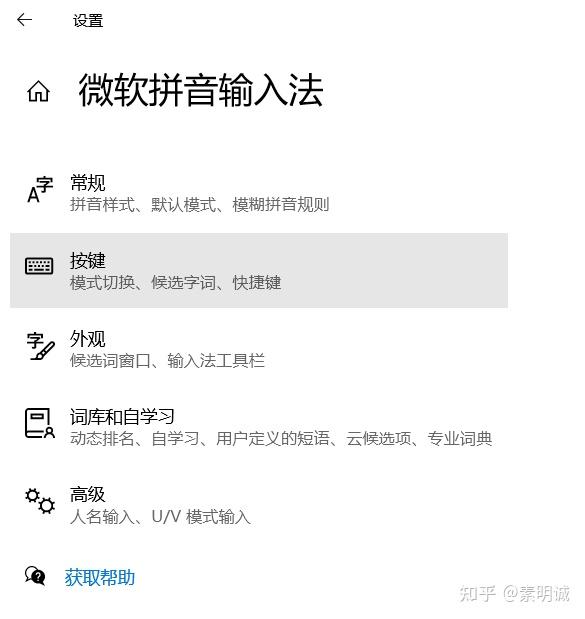 设置
微软拼音输入法
常规
拼音样式、默认模式、模糊拼音规则
按键
模式切换、候选字词、快捷键
外观
候选词窗口、输入法工具栏
词库和自学习
动态排名、自学习、用户定义的短语、云候选项、专业词典
高级
人名输入、U/V 模式输入
获取帮助
知乎 @素明诚